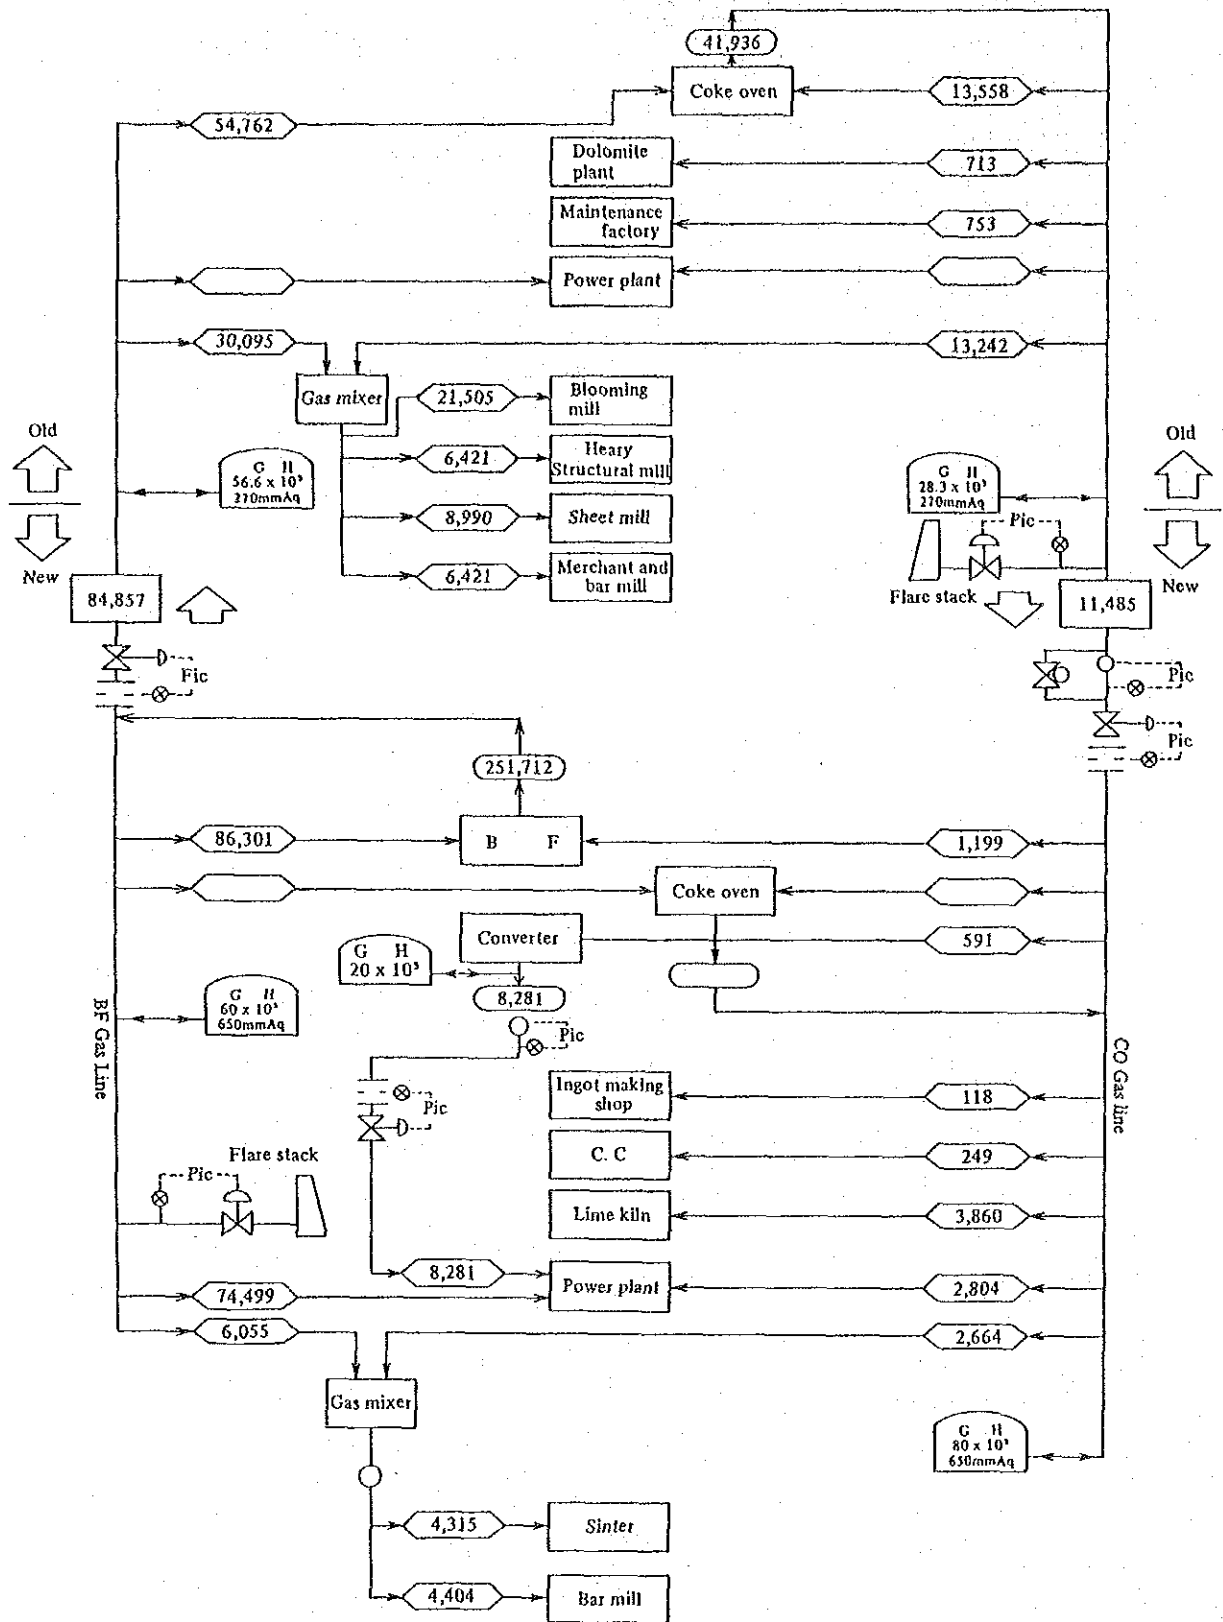 41,936
Coke oven
13,558
54,762
Dolomite
plant
713
Maintenance
factory
753
Power plant
30,095
13,242
Gas mixer
21,505
Blooming
mill
Old
G H
56.6 x 10³
270mmAq
6,421
Heary
Structural mill
G H
28.3 x 10³
270mmAq
Old
8,990
Sheet mill
Pic
New
6,421
Merchant and
bar mill
Flare stack
New
84,857
11,485
Pic
Pic
Pic
251,712
86,301
B F
1,199
Coke oven
Converter
591
G H
20 x 10³
8,281
BF Gas Line
G H
60 x 10³
650mmAq
Pic
CO Gas line
Ingot making
shop
118
Pic
C. C
249
Flare stack
Pic
Lime kiln
3,860
8,281
Power plant
2,804
74,499
6,055
2,664
Gas mixer
G H
80 x 10³
650mmAq
4,315
Sinter
4,404
Bar mill